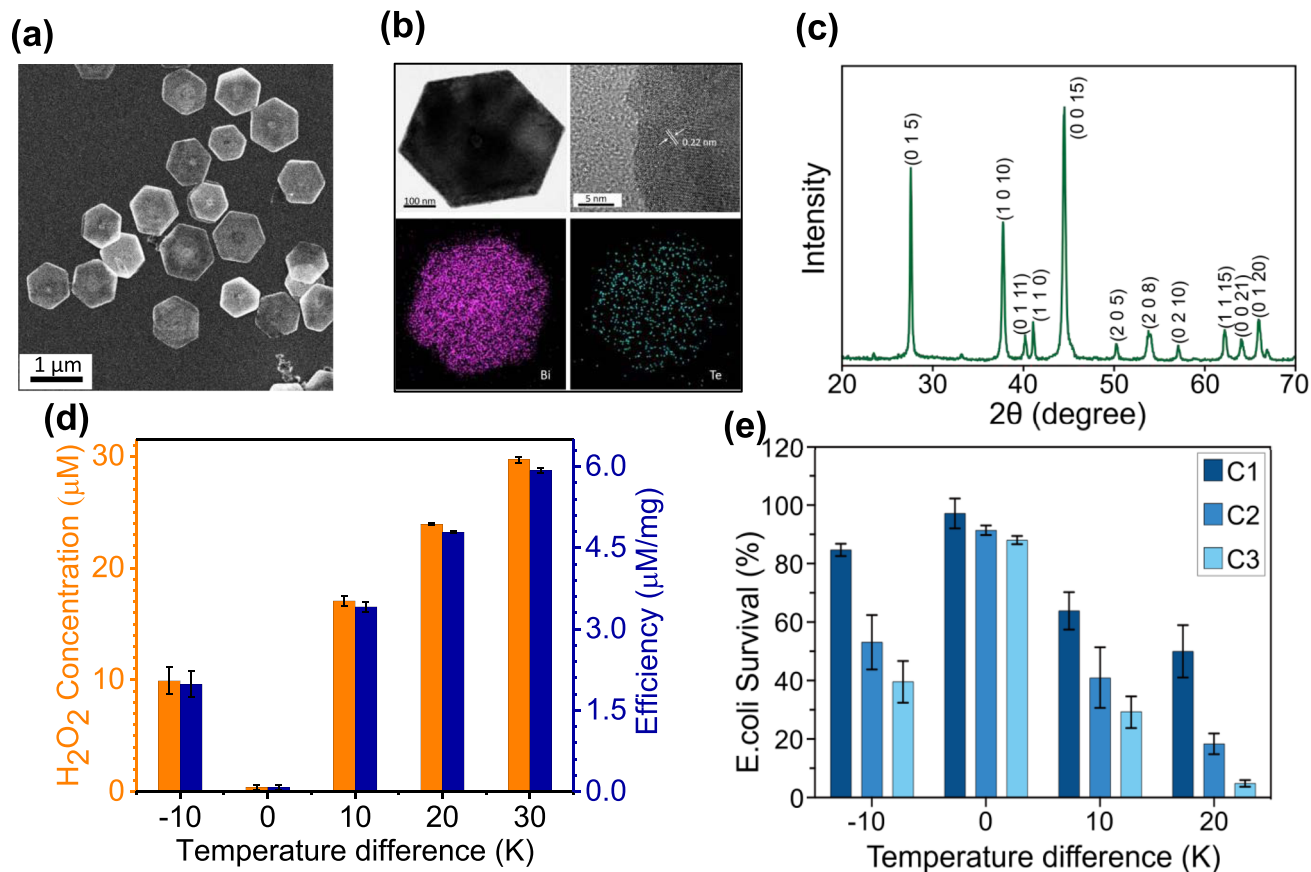 (a)
1 μm
(b)
100 nm
0.22 nm
5 nm
Bi
Te
(c)
Intensity
(0 1 5)
(1 0 10)
(0 1 11)
(1 1 0)
(0 0 15)
(2 0 5)
(2 0 8)
(0 2 10)
(1 1 15)
(0 0 21)
(0 1 20)
20 30 40 50 60 70
2θ (degree)
(d)
H2O2 Concentration (μM)
30
20
10
0
6.0
4.5
3.0
1.5
0.0
Efficiency (μM/mg)
-10 0 10 20 30
Temperature difference (K)
(e)
E.coli Survival (%)
120
100
80
60
40
20
0
C1
C2
C3
-10 0 10 20
Temperature difference (K)